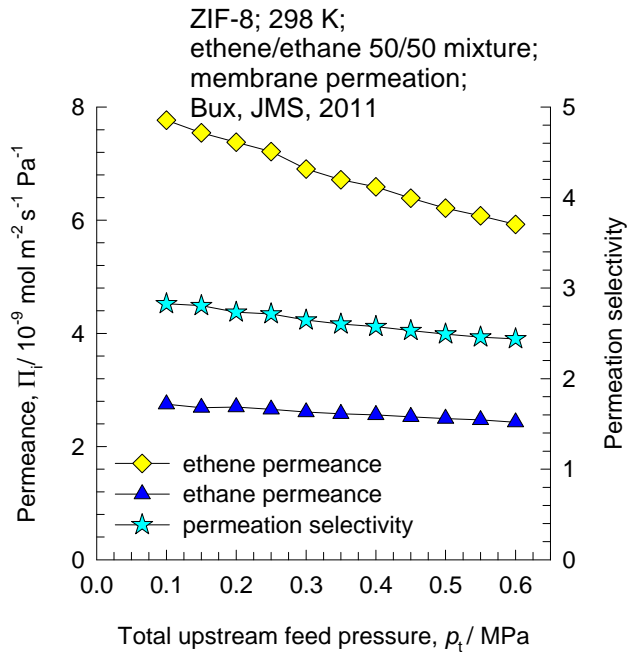 ZIF-8; 298 K;
ethene/ethane 50/50 mixture;
membrane permeation;
Bux, JMS, 2011
8
6
4
2
0
Permeance, Πᵢ / 10⁻⁹ mol m⁻² s⁻¹ Pa⁻¹
5
4
3
2
1
0
Permeation selectivity
ethene permeance
ethane permeance
permeation selectivity
0.0 0.1 0.2 0.3 0.4 0.5 0.6
Total upstream feed pressure, pₜ / MPa